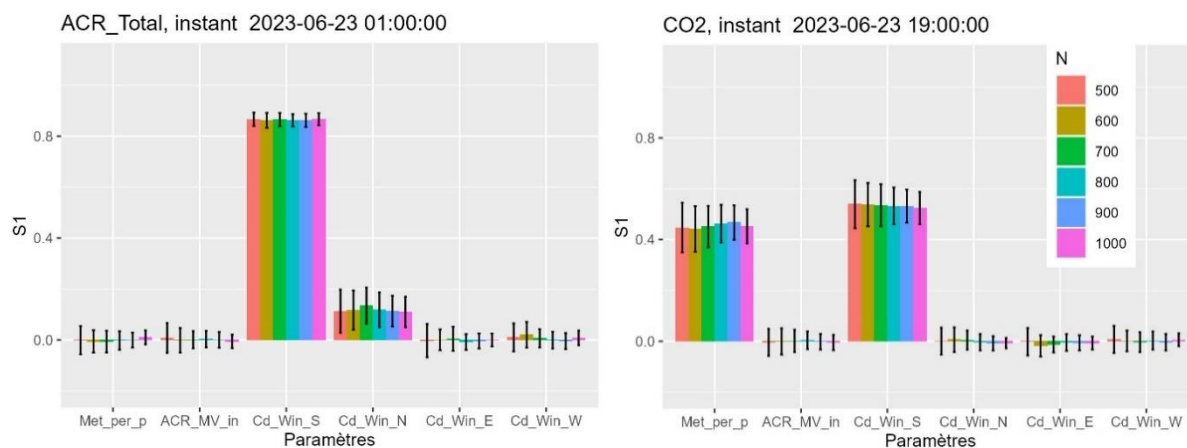 ACR_Total, instant 2023-06-23 01:00:00
S1
0.8
0.4
0.0
Met_per_p ACR_MV_in Cd_Win_S Cd_Win_N Cd_Win_E Cd_Win_W
Paramètres
CO2, instant 2023-06-23 19:00:00
S1
0.8
0.4
0.0
Met_per_p ACR_MV_in Cd_Win_S Cd_Win_N Cd_Win_E Cd_Win_W
Paramètres
N
500
600
700
800
900
1000